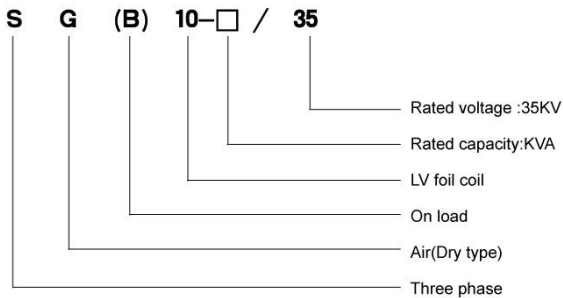 S G (B) 10-□ / 35
Rated voltage :35KV
Rated capacity:KVA
LV foil coil
On load
Air(Dry type)
Three phase